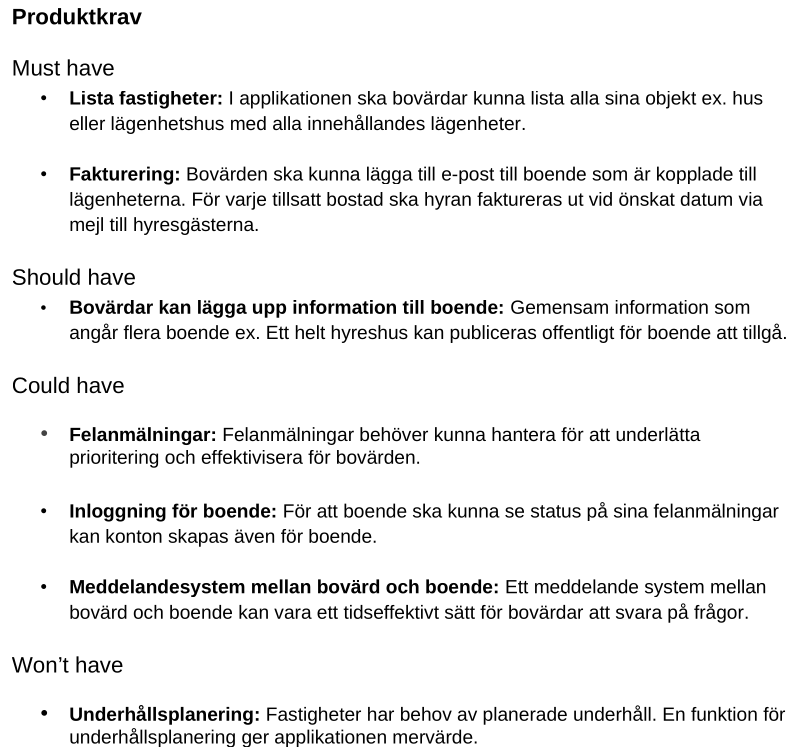 Produktkrav
Must have
• Lista fastigheter: I applikationen ska bovärdar kunna lista alla sina objekt ex. hus
eller lägenhetshus med alla innehållandes lägenheter.
• Fakturering: Bovärden ska kunna lägga till e-post till boende som är kopplade till
lägenheterna. För varje tillsatt bostad ska hyran faktureras ut vid önskat datum via
mejl till hyresgästerna.
Should have
• Bovärdar kan lägga upp information till boende: Gemensam information som
angår flera boende ex. Ett helt hyreshus kan publiceras offentligt för boende att tillgå.
Could have
• Felanmälningar: Felanmälningar behöver kunna hantera för att underlätta
prioritering och effektivisera för bovärden.
• Inloggning för boende: För att boende ska kunna se status på sina felanmälningar
kan konton skapas även för boende.
• Meddelandesystem mellan bovärd och boende: Ett meddelande system mellan
bovärd och boende kan vara ett tidseffektivt sätt för bovärdar att svara på frågor.
Won’t have
• Underhållsplanering: Fastigheter har behov av planerade underhåll. En funktion för
underhållsplanering ger applikationen mervärde.